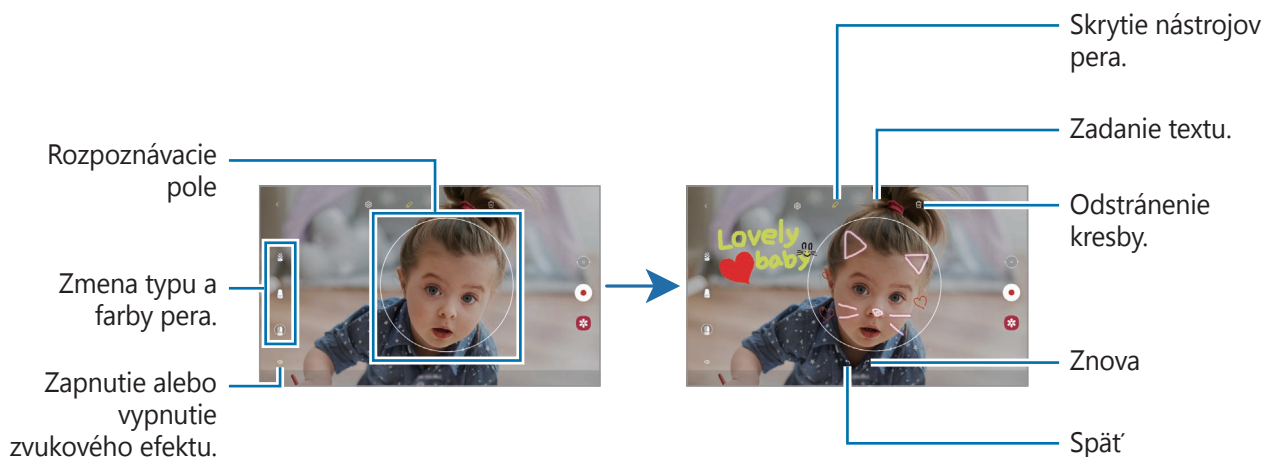 Skrytie nástrojov
pera.
Zadanie textu.
Rozpoznávacie
pole
Odstránenie
kresby.
Lovely
baby
Zmena typu a
farby pera.
Zapnutie alebo
vypnutie
zvukového efektu.
Znova
Späť